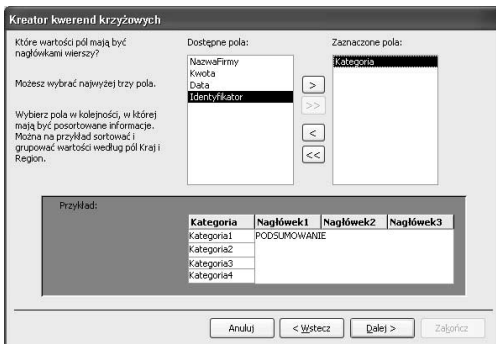 Kreator kwerend krzyżowych
Które wartości pól mają być
nagłówkami wierszy?
Możesz wybrać najwyżej trzy pola.
Wybierz pola w kolejności, w której
mają być posortowane informacje.
Można na przykład sortować i
grupować wartości według pól Kraj i
Region.
Dostępne pola:
NazwaFirmy
Kwota
Data
Identyfikator
>
>>
<
<<
Zaznaczone pola:
Kategoria
Przykład:
Kategoria Nagłówek1 Nagłówek2 Nagłówek3
Kategoria1 PODSUMOWANIE
Kategoria2
Kategoria3
Kategoria4
Anuluj < Wstecz Dalej > Zakończ